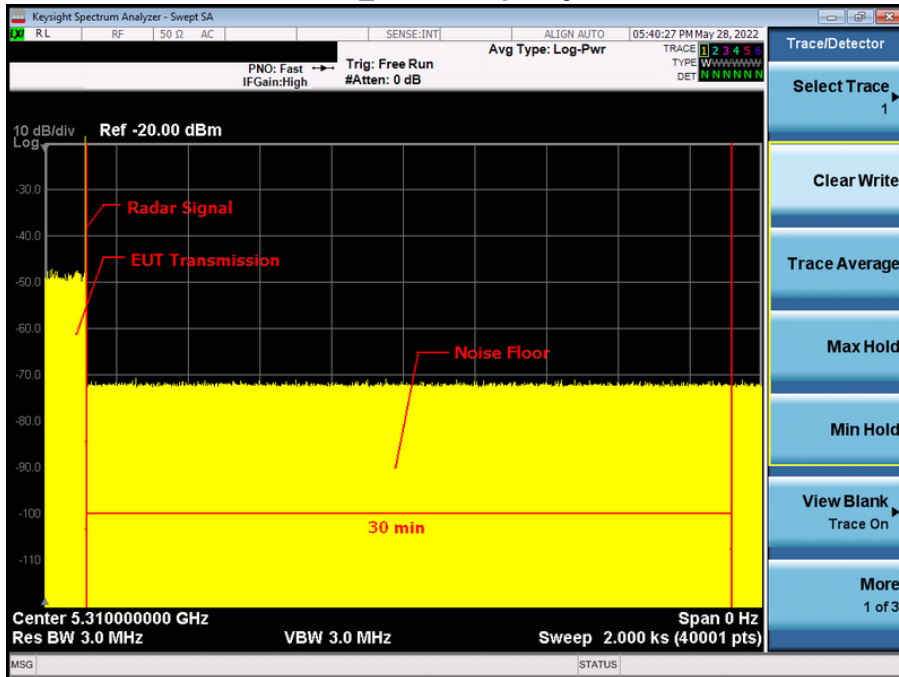 Keysight Spectrum Analyzer - Swept SA
LXI RL RF 50 Ω AC SENSE:INT ALIGN AUTO 05:40:27 PM May 28, 2022
Avg Type: Log-Pwr
TRACE 1 2 3 4 5 6
TYPE W
DET N N N N N N
PNO: Fast
IFGain:High
Trig: Free Run
#Atten: 0 dB
10 dB/div Ref -20.00 dBm
Log
-30.0
-40.0
-50.0
-60.0
-70.0
-80.0
-90.0
-100
-110
Radar Signal
EUT Transmission
Noise Floor
30 min
Center 5.310000000 GHz Span 0 Hz
Res BW 3.0 MHz VBW 3.0 MHz Sweep 2.000 ks (40001 pts)
MSG STATUS
Trace/Detector
Select Trace
1
Clear Write
Trace Average
Max Hold
Min Hold
View Blank
Trace On
More
1 of 3